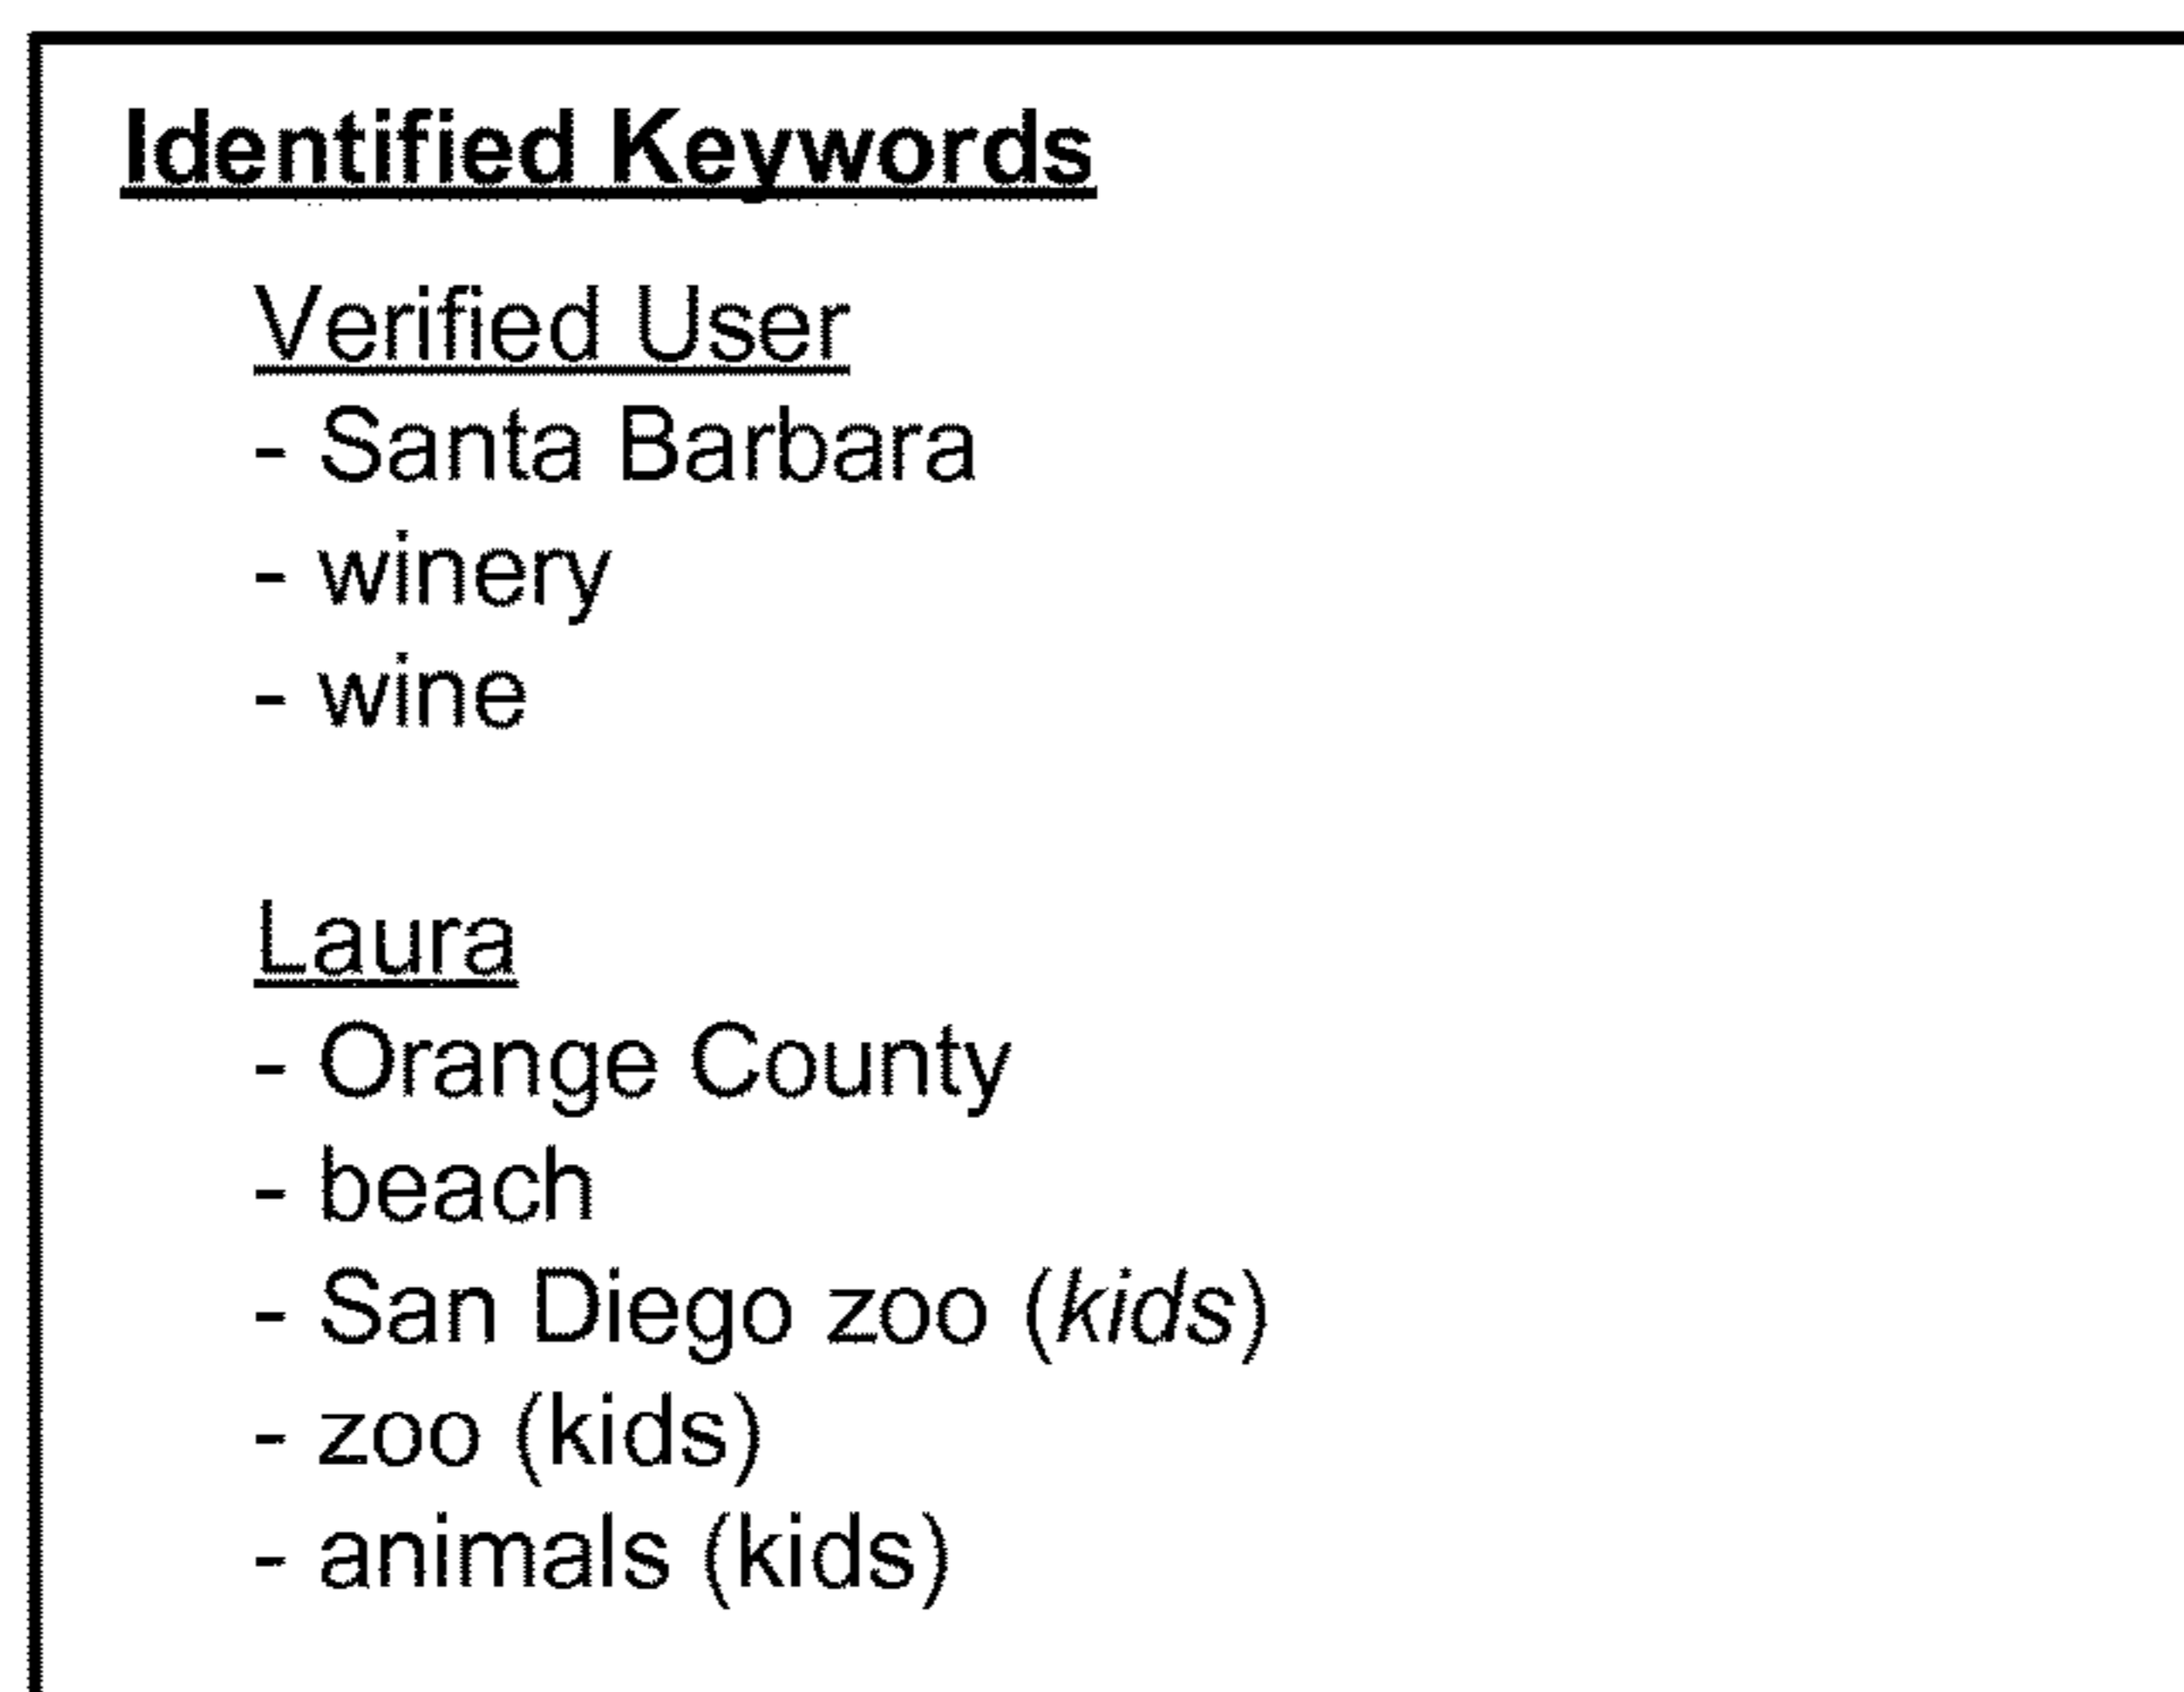 Identified Keywords
Verified User
- Santa Barbara
- winery
- wine
Laura
- Orange County
- beach
- San Diego zoo (kids)
- zoo (kids)
- animals (kids)